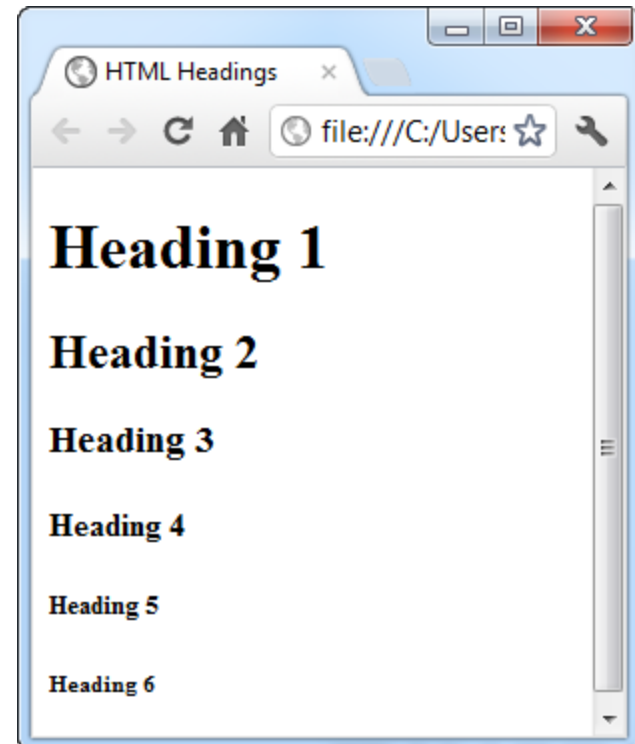 HTML Headings
file:///C:/Users
Heading 1
Heading 2
Heading 3
Heading 4
Heading 5
Heading 6